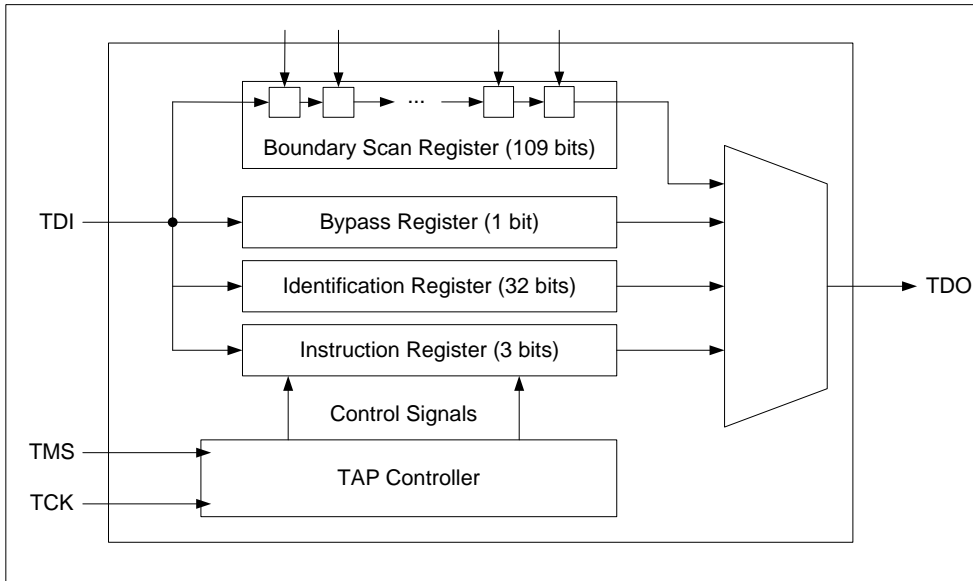 ...
Boundary Scan Register (109 bits)
TDI
Bypass Register (1 bit)
Identification Register (32 bits)
TDO
Instruction Register (3 bits)
Control Signals
TMS
TAP Controller
TCK